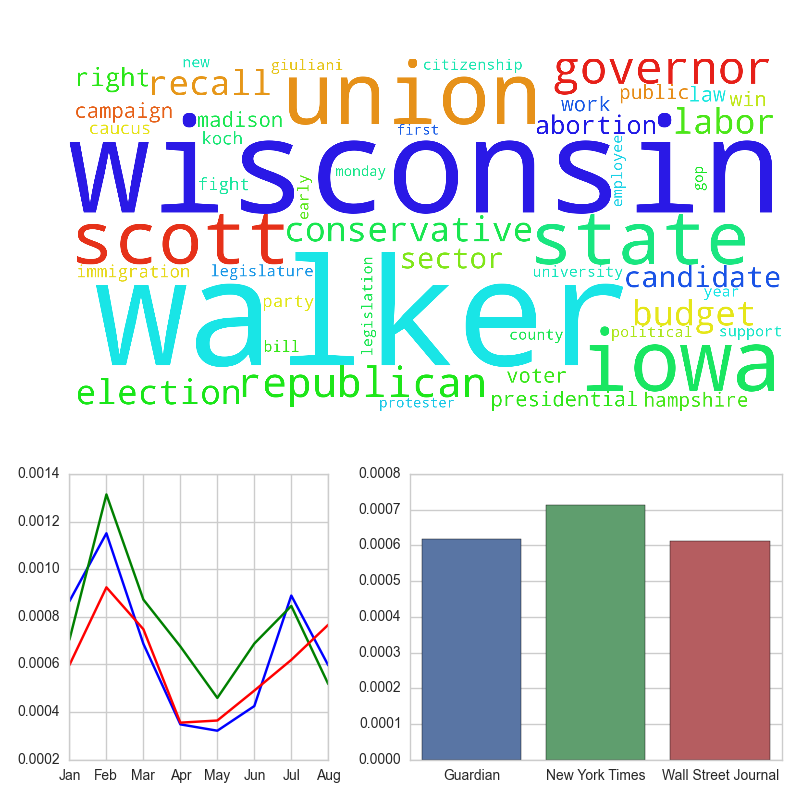 new
giuliani
citizenship
right
recall
union
governor
campaign
caucus
madison
koch
first
work
public
law
win
abortion
labor
wisconsin
fight
monday
early
employee
gop
scott
conservative
state
immigration
legislature
sector
university
candidate
year
walker
party
legislation
bill
county
budget
political
support
iowa
election
republican
voter
protester
presidential
hampshire
0.0014
0.0012
0.0010
0.0008
0.0006
0.0004
0.0002
Jan Feb Mar Apr May Jun Jul Aug
0.0008
0.0007
0.0006
0.0005
0.0004
0.0003
0.0002
0.0001
0.0000
Guardian New York Times Wall Street Journal